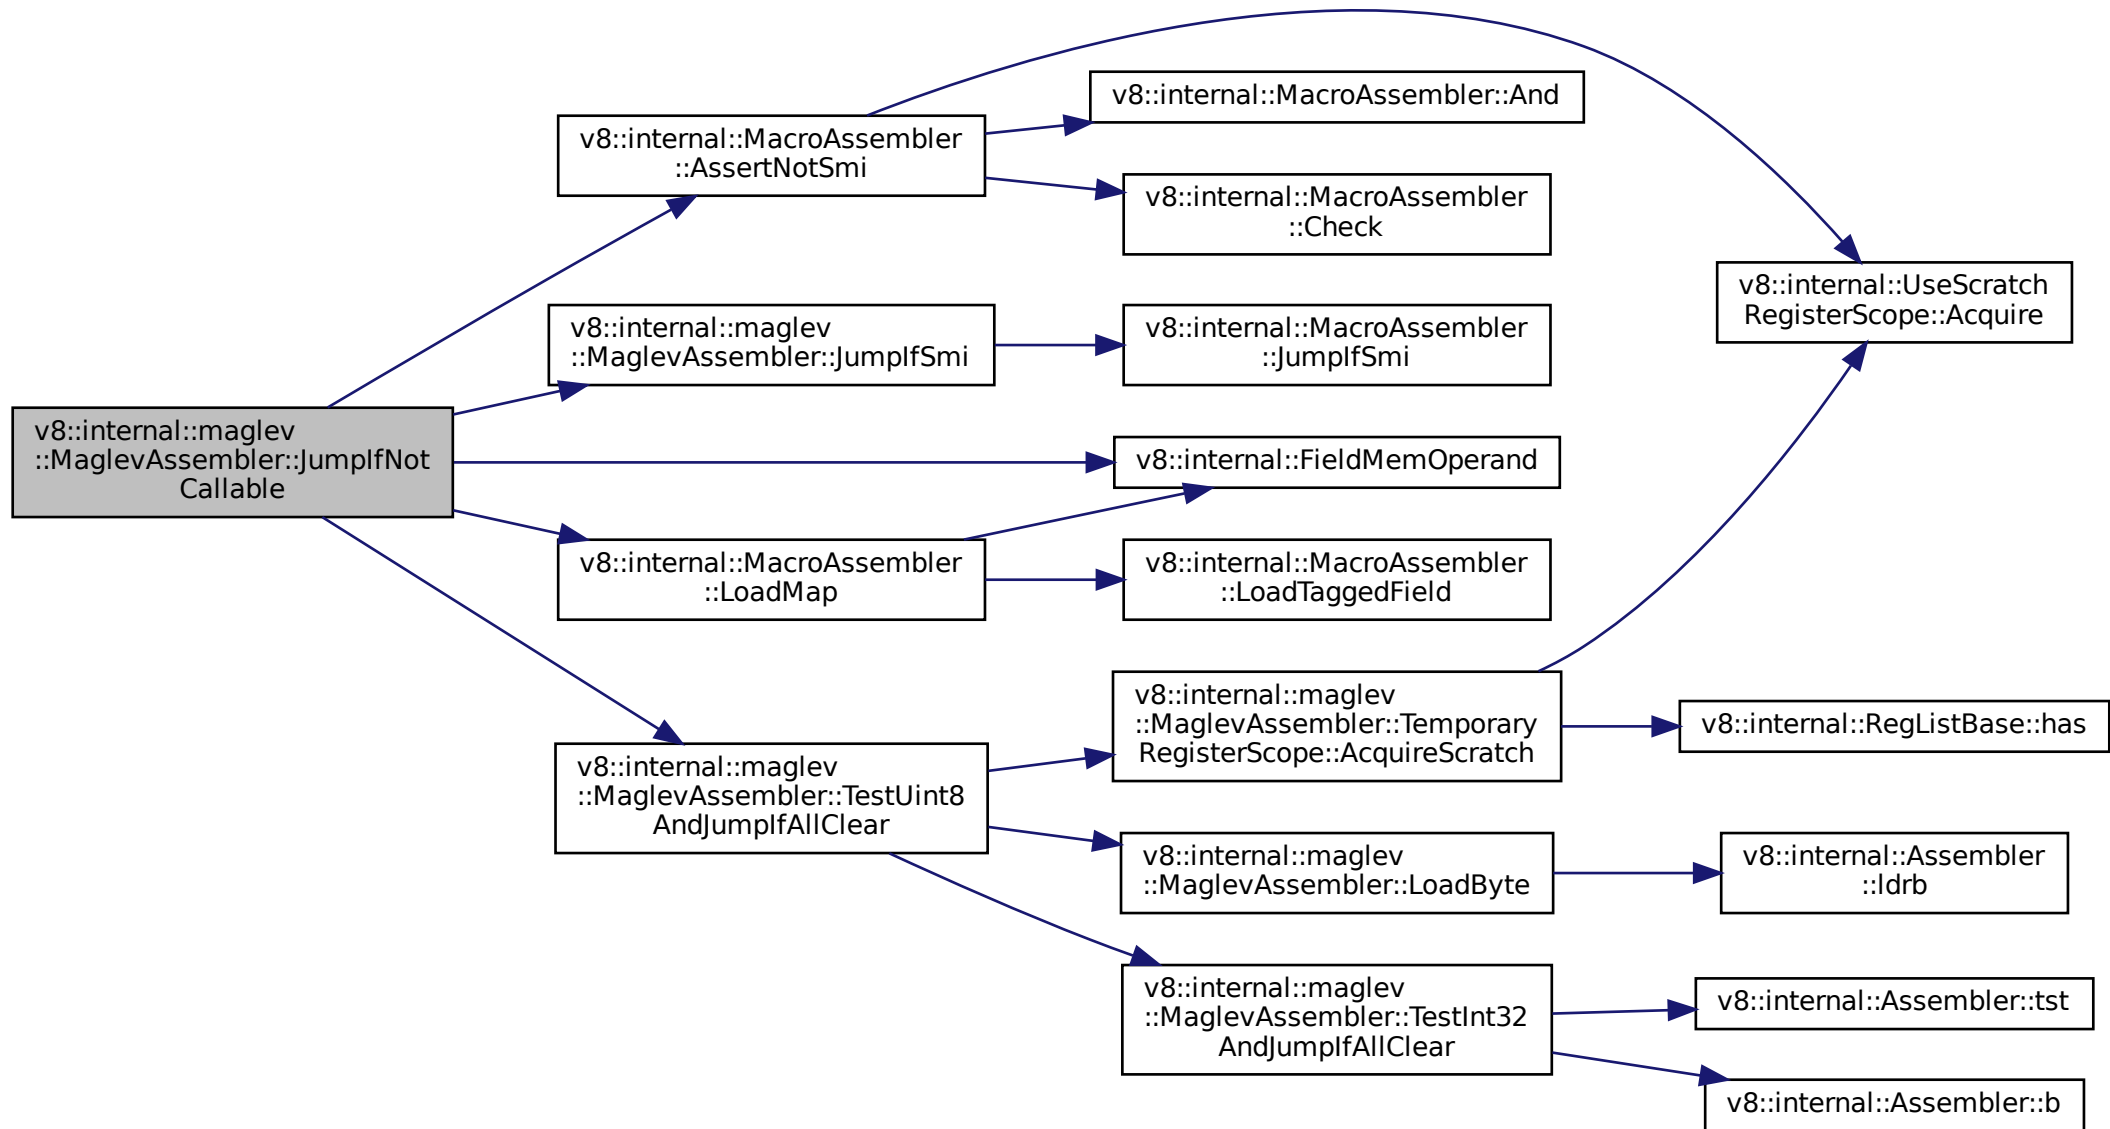 v8::internal::maglev
::MaglevAssembler::JumpIfNot
Callable
v8::internal::MacroAssembler
::AssertNotSmi
v8::internal::maglev
::MaglevAssembler::JumpIfSmi
v8::internal::MacroAssembler
::LoadMap
v8::internal::maglev
::MaglevAssembler::TestUint8
AndJumpIfAllClear
v8::internal::MacroAssembler::And
v8::internal::MacroAssembler
::Check
v8::internal::MacroAssembler
::JumpIfSmi
v8::internal::FieldMemOperand
v8::internal::MacroAssembler
::LoadTaggedField
v8::internal::maglev
::MaglevAssembler::Temporary
RegisterScope::AcquireScratch
v8::internal::maglev
::MaglevAssembler::LoadByte
v8::internal::maglev
::MaglevAssembler::TestInt32
AndJumpIfAllClear
v8::internal::UseScratch
RegisterScope::Acquire
v8::internal::RegListBase::has
v8::internal::Assembler
::ldrb
v8::internal::Assembler::tst
v8::internal::Assembler::b